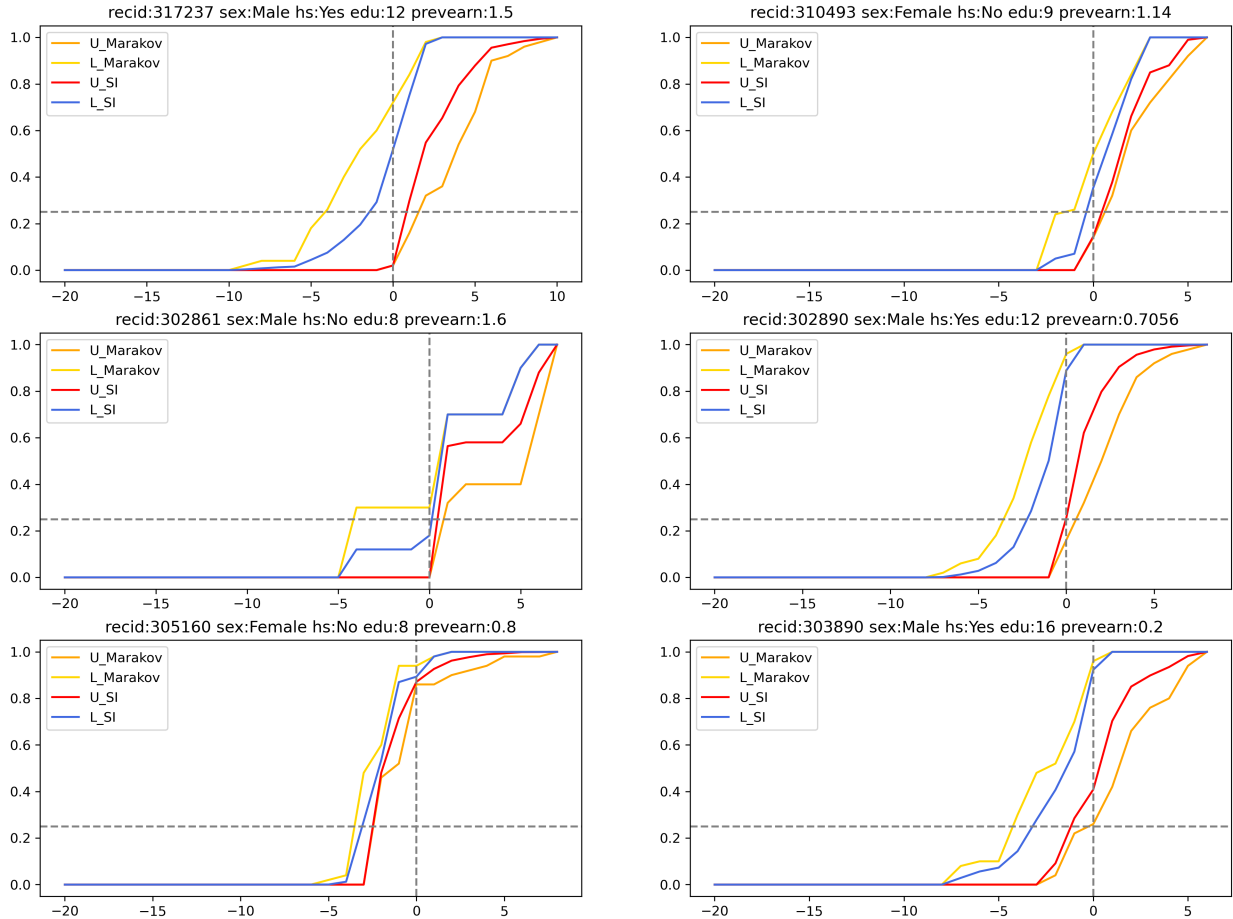 recid:317237 sex:Male hs:Yes edu:12 prevearn:1.5
1.0
0.8
0.6
0.4
0.2
0.0
U_Marakov
L_Marakov
U_SI
L_SI
−20 −15 −10 −5 0 5 10
recid:310493 sex:Female hs:No edu:9 prevearn:1.14
1.0
0.8
0.6
0.4
0.2
0.0
U_Marakov
L_Marakov
U_SI
L_SI
−20 −15 −10 −5 0 5
recid:302861 sex:Male hs:No edu:8 prevearn:1.6
1.0
0.8
0.6
0.4
0.2
0.0
U_Marakov
L_Marakov
U_SI
L_SI
−20 −15 −10 −5 0 5
recid:302890 sex:Male hs:Yes edu:12 prevearn:0.7056
1.0
0.8
0.6
0.4
0.2
0.0
U_Marakov
L_Marakov
U_SI
L_SI
−20 −15 −10 −5 0 5
recid:305160 sex:Female hs:No edu:8 prevearn:0.8
1.0
0.8
0.6
0.4
0.2
0.0
U_Marakov
L_Marakov
U_SI
L_SI
−20 −15 −10 −5 0 5
recid:303890 sex:Male hs:Yes edu:16 prevearn:0.2
1.0
0.8
0.6
0.4
0.2
0.0
U_Marakov
L_Marakov
U_SI
L_SI
−20 −15 −10 −5 0 5